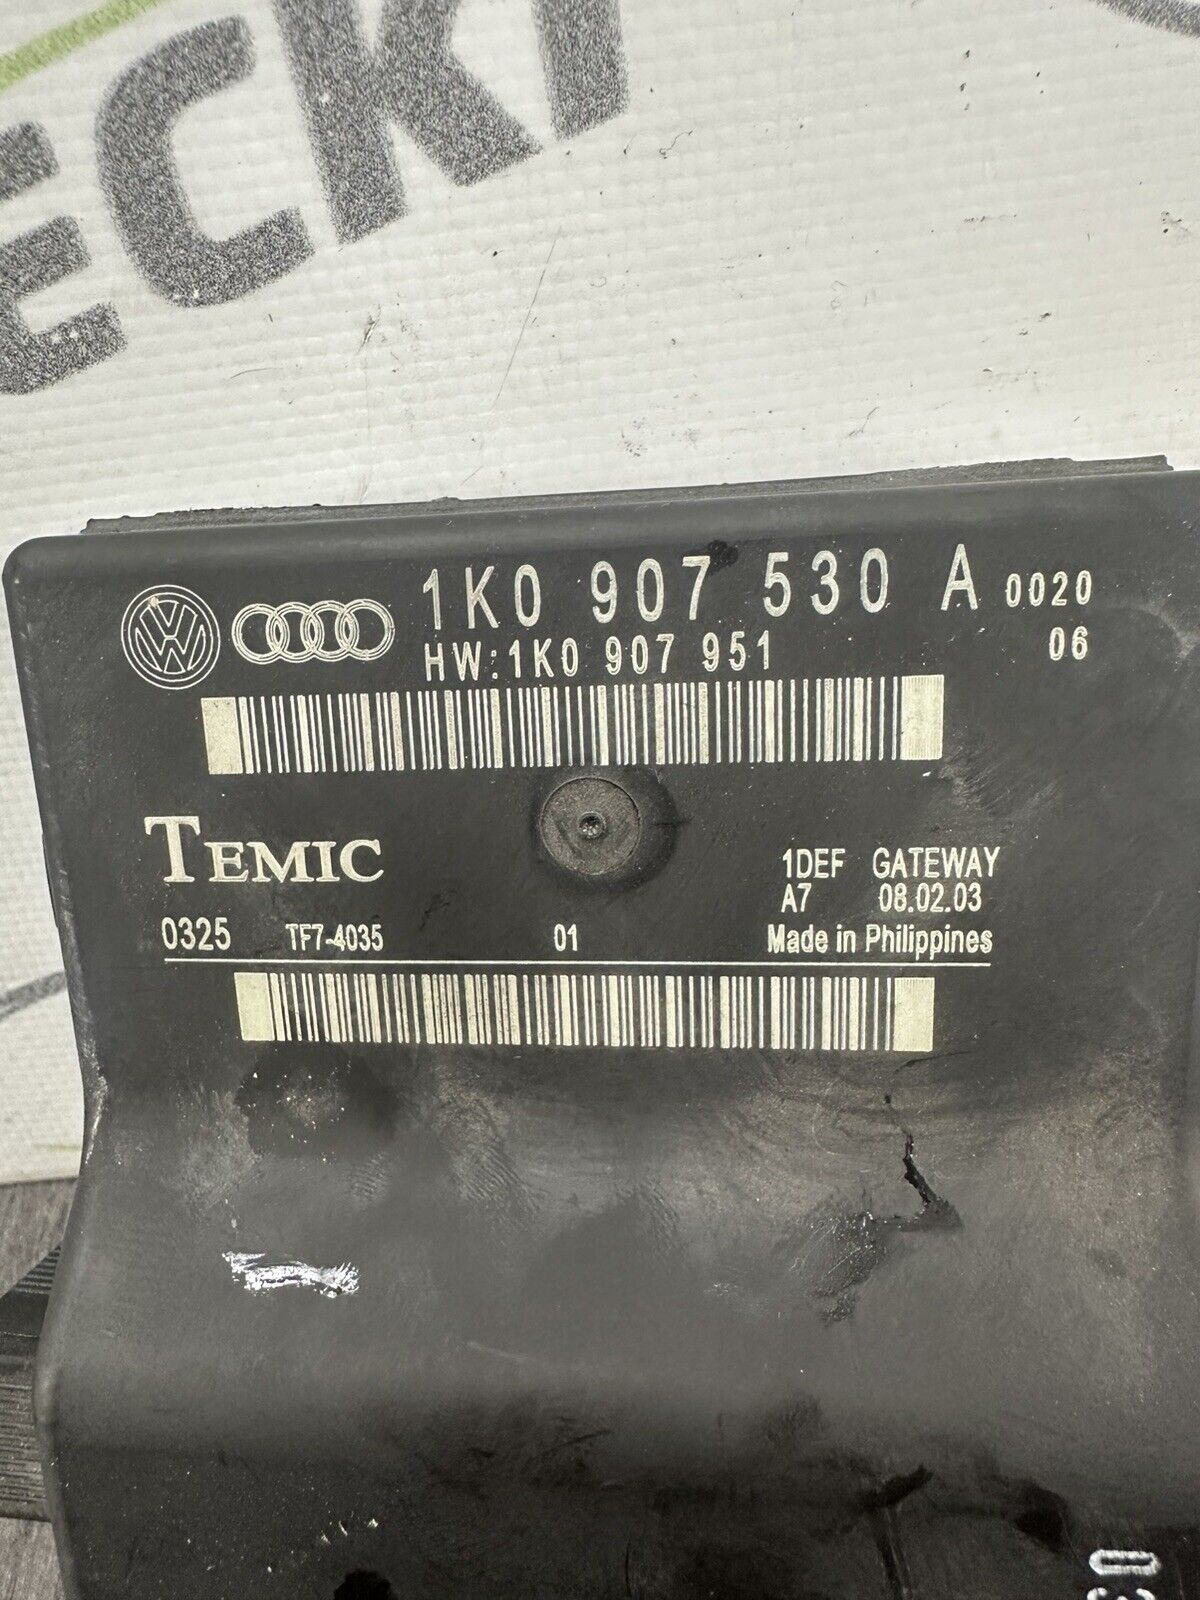 ECKI
1K0 907 530 A 0020
HW:1K0 907 951 06
TEMIC
1DEF GATEWAY
A7 08.02.03
0325 TF7-4035 01 Made in Philippines
03